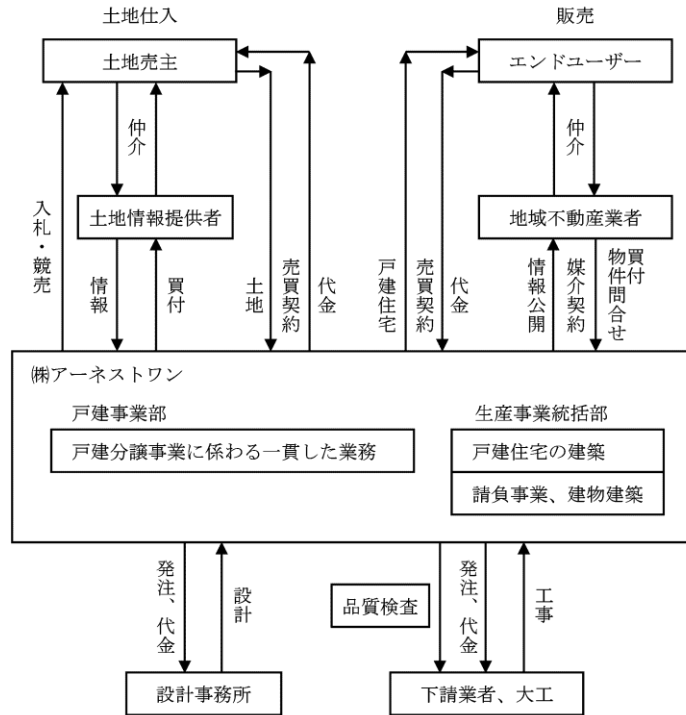 土地仕入
販売
土地売主
エンドユーザー
仲介
仲介
入札・競売
土地情報提供者
地域不動産業者
情報
買付
土地
売買契約
代金
戸建住宅
売買契約
代金
情報公開
媒介契約
買付
物件問合せ
㈱アーネストワン
戸建事業部
戸建分譲事業に係わる一貫した業務
生産事業統括部
戸建住宅の建築
請負事業、建物建築
発注、代金
設計
品質検査
発注、代金
工事
設計事務所
下請業者、大工